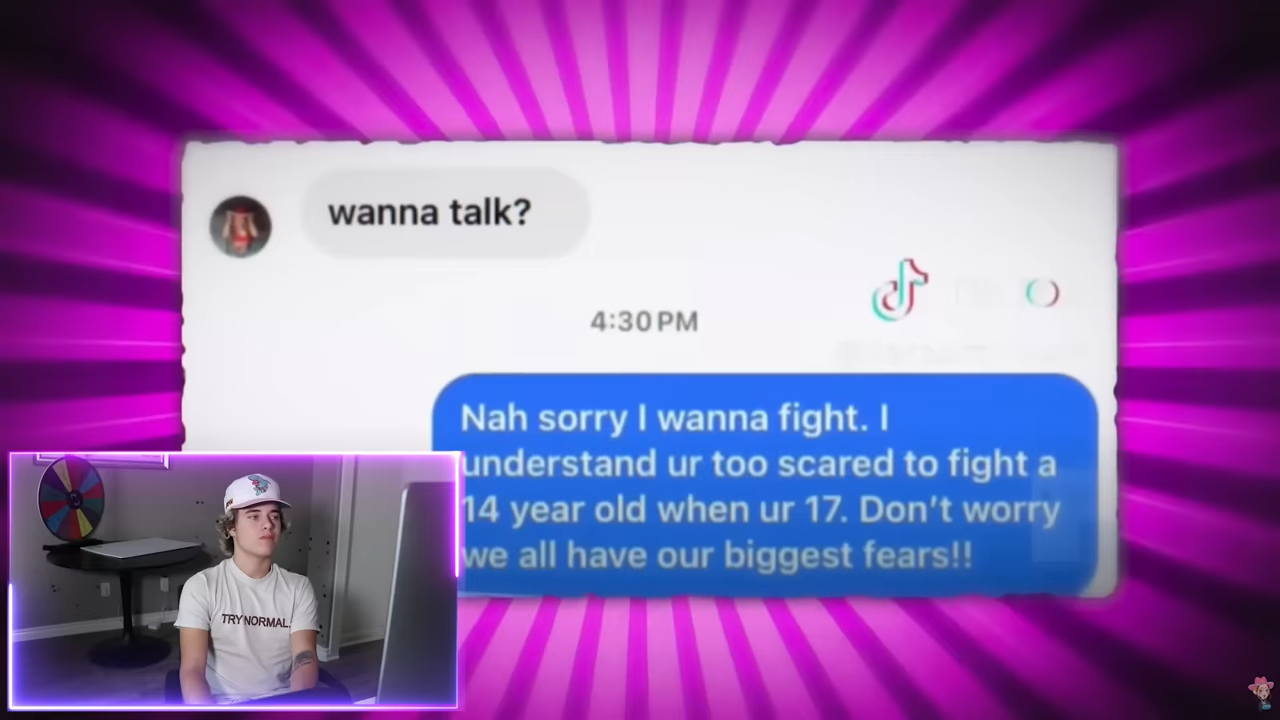 wanna talk?
4:30 PM
Nah sorry I wanna fight. I
understand ur too scared to fight a
14 year old when ur 17. Don't worry
we all have our biggest fears!!
TRY NORMAL.